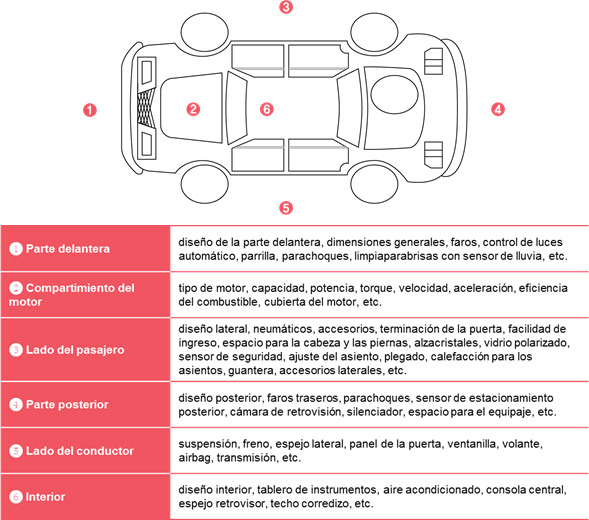 3
1
2
6
4
5
1 Parte delantera
diseño de la parte delantera, dimensiones generales, faros, control de luces
automático, parrilla, parachoques, limpiaparabrisas con sensor de lluvia, etc.
2 Compartimiento del
motor
tipo de motor, capacidad, potencia, torque, velocidad, aceleración, eficiencia
del combustible, cubierta del motor, etc.
3 Lado del pasajero
diseño lateral, neumáticos, accesorios, terminación de la puerta, facilidad de
ingreso, espacio para la cabeza y las piernas, alzacristales, vidrio polarizado,
sensor de seguridad, ajuste del asiento, plegado, calefacción para los
asientos, guantera, accesorios laterales, etc.
4 Parte posterior
diseño posterior, faros traseros, parachoques, sensor de estacionamiento
posterior, cámara de retrovisión, silenciador, espacio para el equipaje, etc.
5 Lado del conductor
suspensión, freno, espejo lateral, panel de la puerta, ventanilla, volante,
airbag, transmisión, etc.
6 Interior
diseño interior, tablero de instrumentos, aire acondicionado, consola central,
espejo retrovisor, techo corredizo, etc.